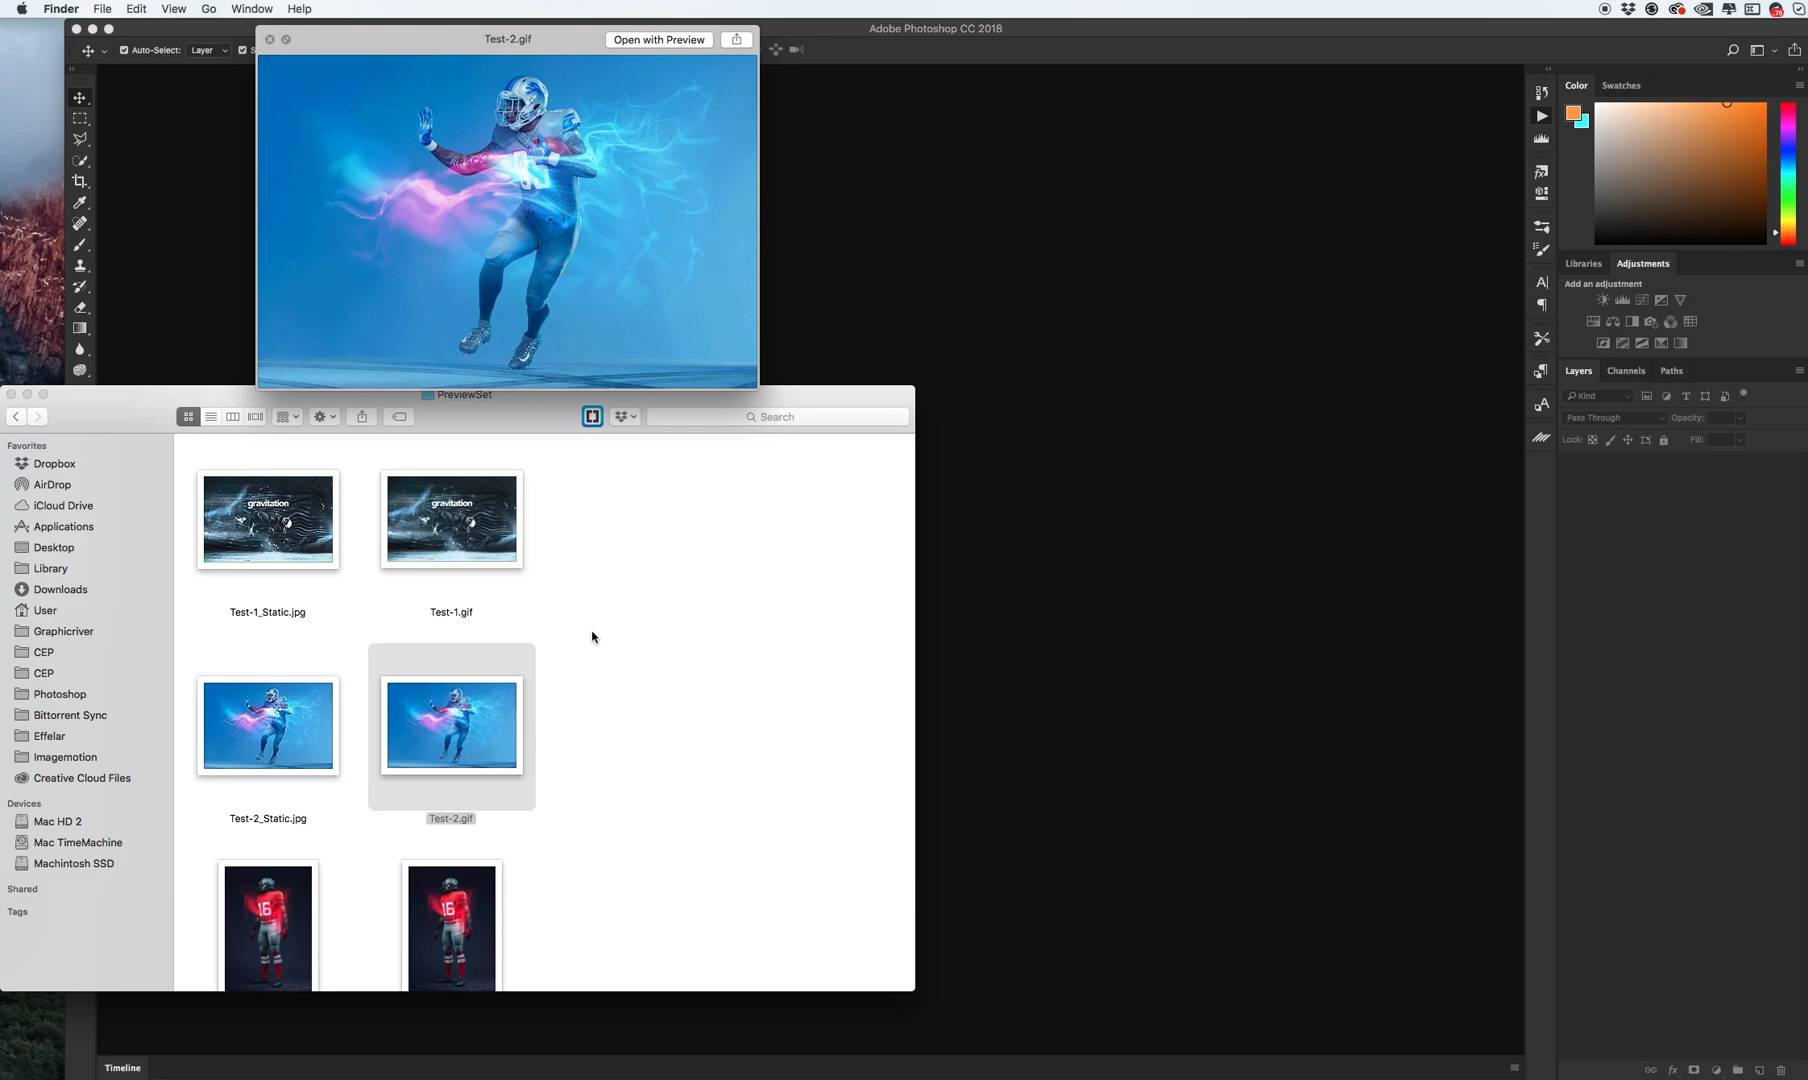 Finder File Edit View Go Window Help
Adobe Photoshop CC 2018
Test-2.gif
Open with Preview
Auto-Select: Layer
Color Swatches
Libraries Adjustments
Add an adjustment
Layers Channels Paths
Kind
Pass Through Opacity:
Lock: Fill:
PreviewSet
Search
Favorites
Dropbox
AirDrop
iCloud Drive
Applications
Desktop
Library
Downloads
User
Graphicriver
CEP
CEP
Photoshop
Bittorrent Sync
Effelar
Imagemotion
Creative Cloud Files
Devices
Mac HD 2
Mac TimeMachine
Machintosh SSD
Shared
Tags
gravitation
gravitation
Test-1_Static.jpg
Test-1.gif
Test-2_Static.jpg
Test-2.gif
16
16
Timeline